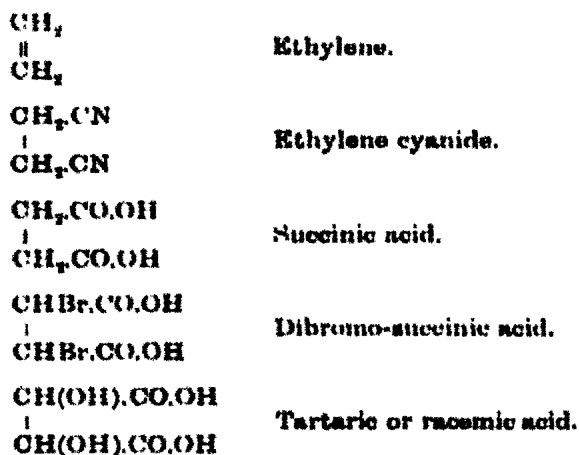 CH₂
||
CH₂
Ethylene.
CH₂.CN
|
CH₂.CN
Ethylene cyanide.
CH₂.CO.OH
|
CH₂.CO.OH
Succinic acid.
CHBr.CO.OH
|
CHBr.CO.OH
Dibromo-succinic acid.
CH(OH).CO.OH
|
CH(OH).CO.OH
Tartaric or racemic acid.